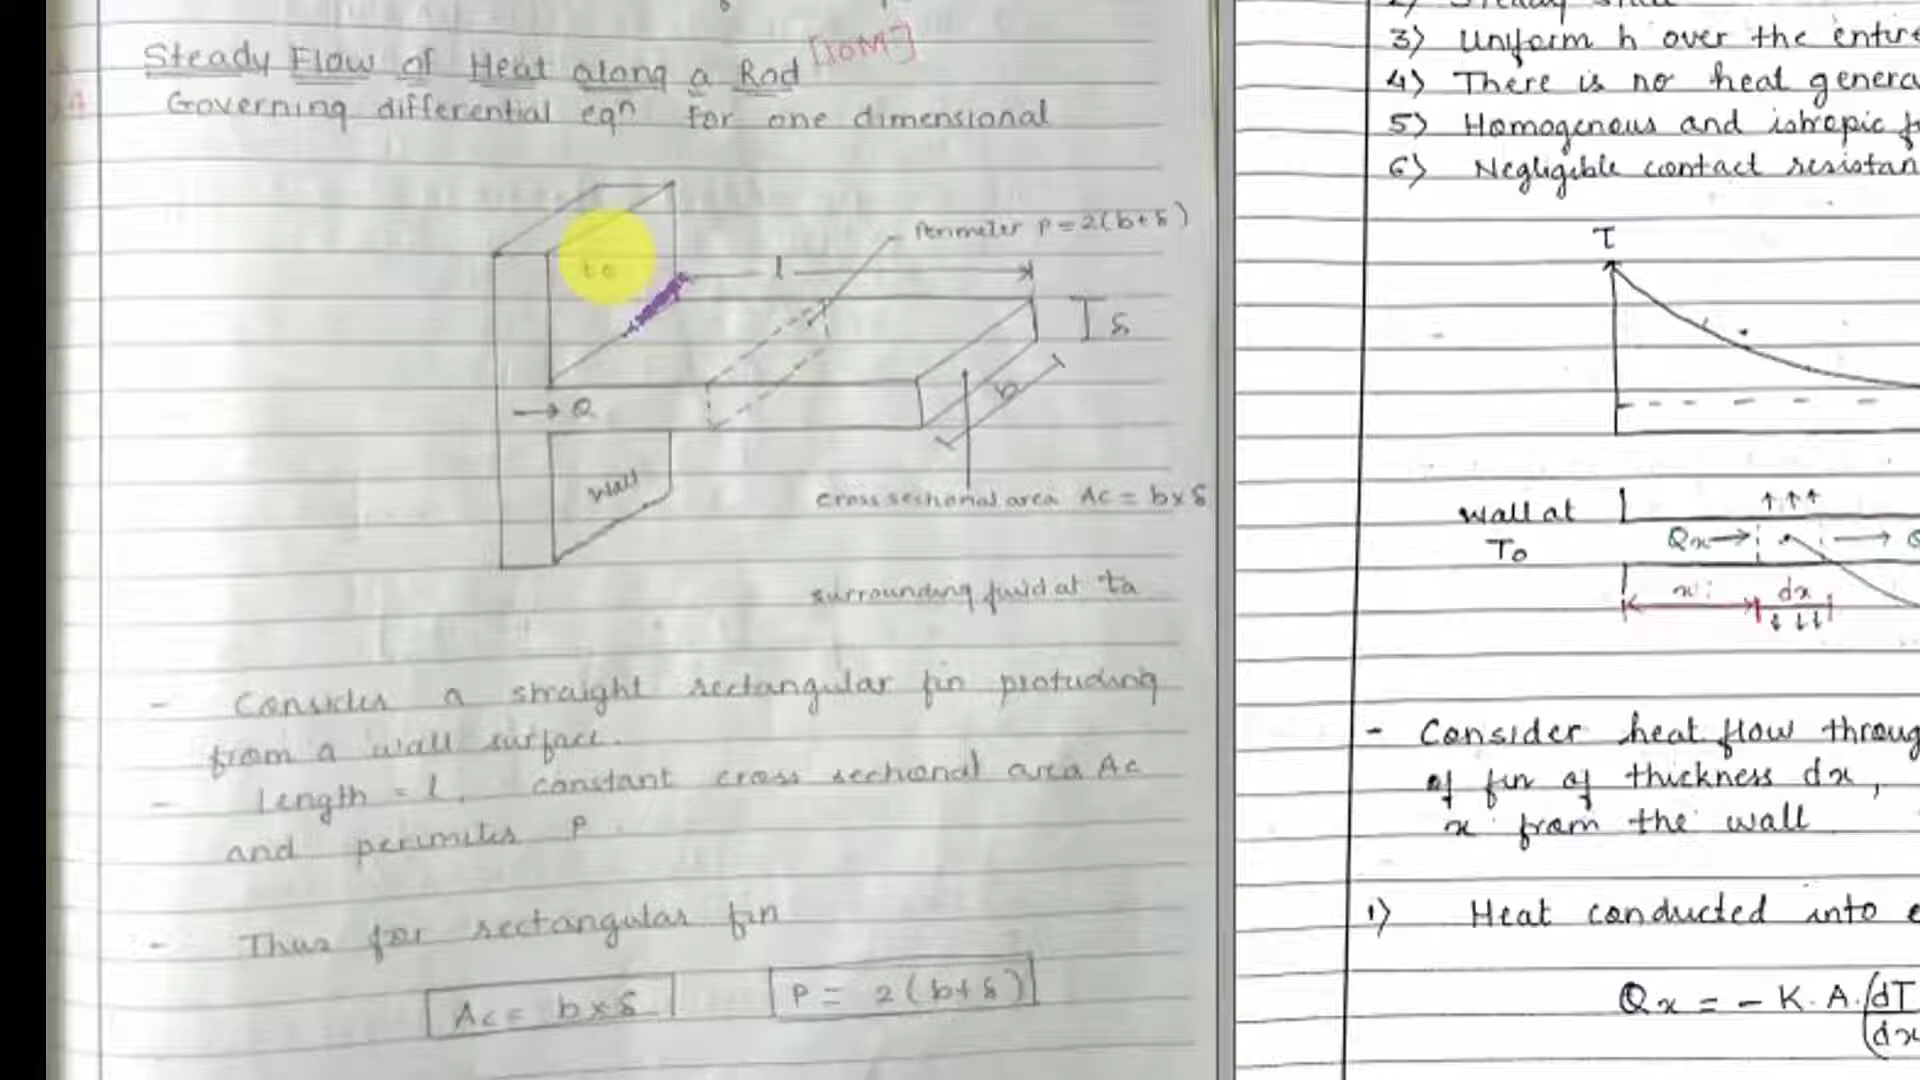 Steady Flow of Heat along a Rod [10M]
Governing differential eqn for one dimensional
to
Perimeter P = 2(b+δ)
l
δ
b
→ Q
wall
cross sectional area Ac = b×δ
surrounding fluid at ta
- Consider a straight rectangular fin protuding
from a wall surface.
- length = l, constant cross sectional area Ac
and perimeter P
- Thus for rectangular fin
Ac = b×δ
P = 2(b+δ)
3) Uniform h over the entire
4) There is no heat genera
5) Homogenous and isotropic f
6) Negligible contact resistan
T
wall at
To
Qx→
x
dx
- Consider heat flow throug
of fin of thickness dx,
x from the wall
1) Heat conducted into e
Qx = - K. A. (dT
dx